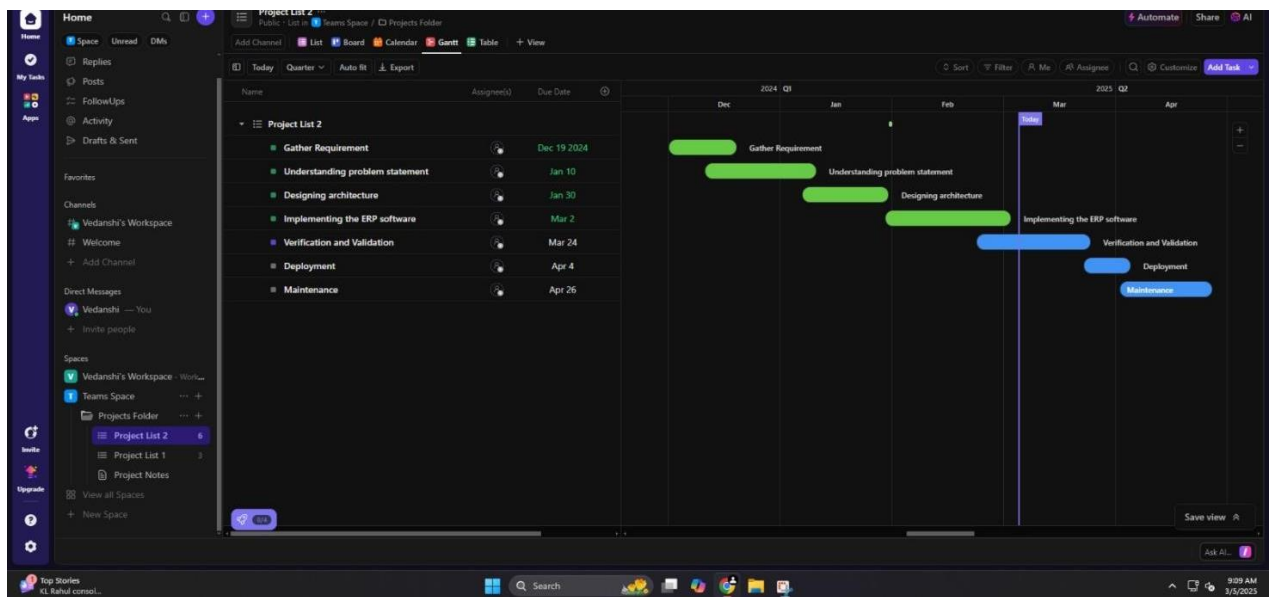 Home
Project List 2 ...
Public · List in T Teams Space / Projects Folder
Automate Share AI
Home
My Tasks
Apps
Invite
Upgrade
Space Unread DMs
Replies
Posts
FollowUps
Activity
Drafts & Sent
Favorites
Channels
Vedanshi's Workspace
# Welcome
+ Add Channel
Direct Messages
V Vedanshi — You
+ Invite people
Spaces
V Vedanshi's Workspace - Work...
T Teams Space ... +
Projects Folder ... +
Project List 2 6
Project List 1 3
Project Notes
View all Spaces
+ New Space
Add Channel List Board Calendar Gantt Table + View
Today Quarter Auto fit Export
Sort Filter Me Assignee Customize Add Task
Name Assignee(s) Due Date
2024 Q1 2025 Q2
Dec Jan Feb Mar Apr
Today
Project List 2
Gather Requirement Dec 19 2024 Gather Requirement
Understanding problem statement Jan 10 Understanding problem statement
Designing architecture Jan 30 Designing architecture
Implementing the ERP software Mar 2 Implementing the ERP software
Verification and Validation Mar 24 Verification and Validation
Deployment Apr 4 Deployment
Maintenance Apr 26 Maintenance
+
−
0/4
Save view
Ask AI...
1 Top Stories
KL Rahul consol...
Search
9:09 AM
3/5/2025